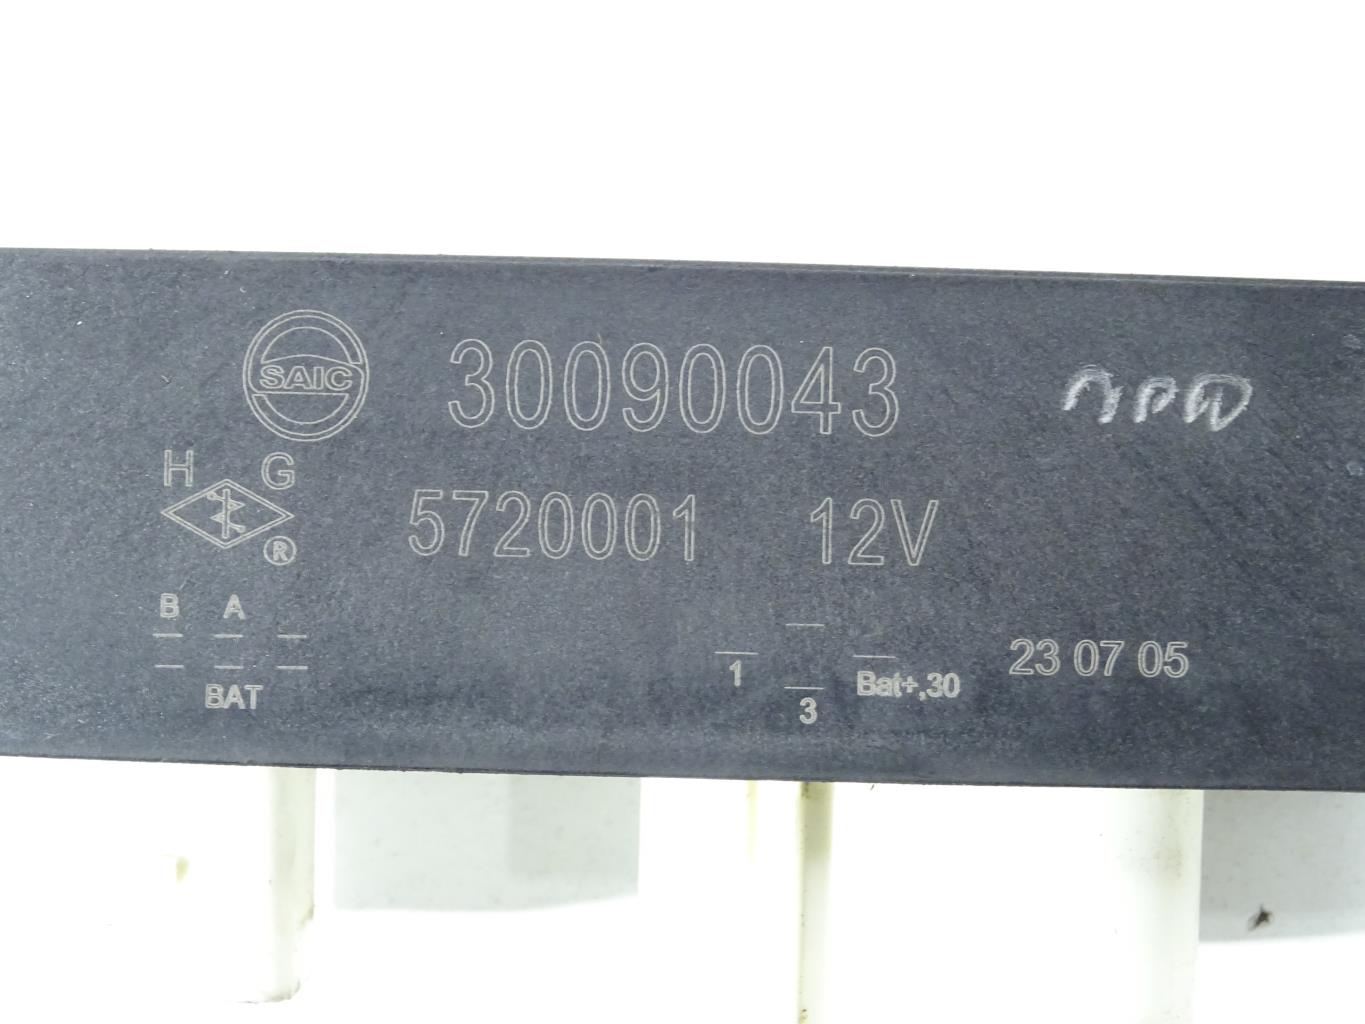 SAIC 30090043
H G
5720001 12V
®
B A
BAT
1
3
Bat+,30
23 07 05